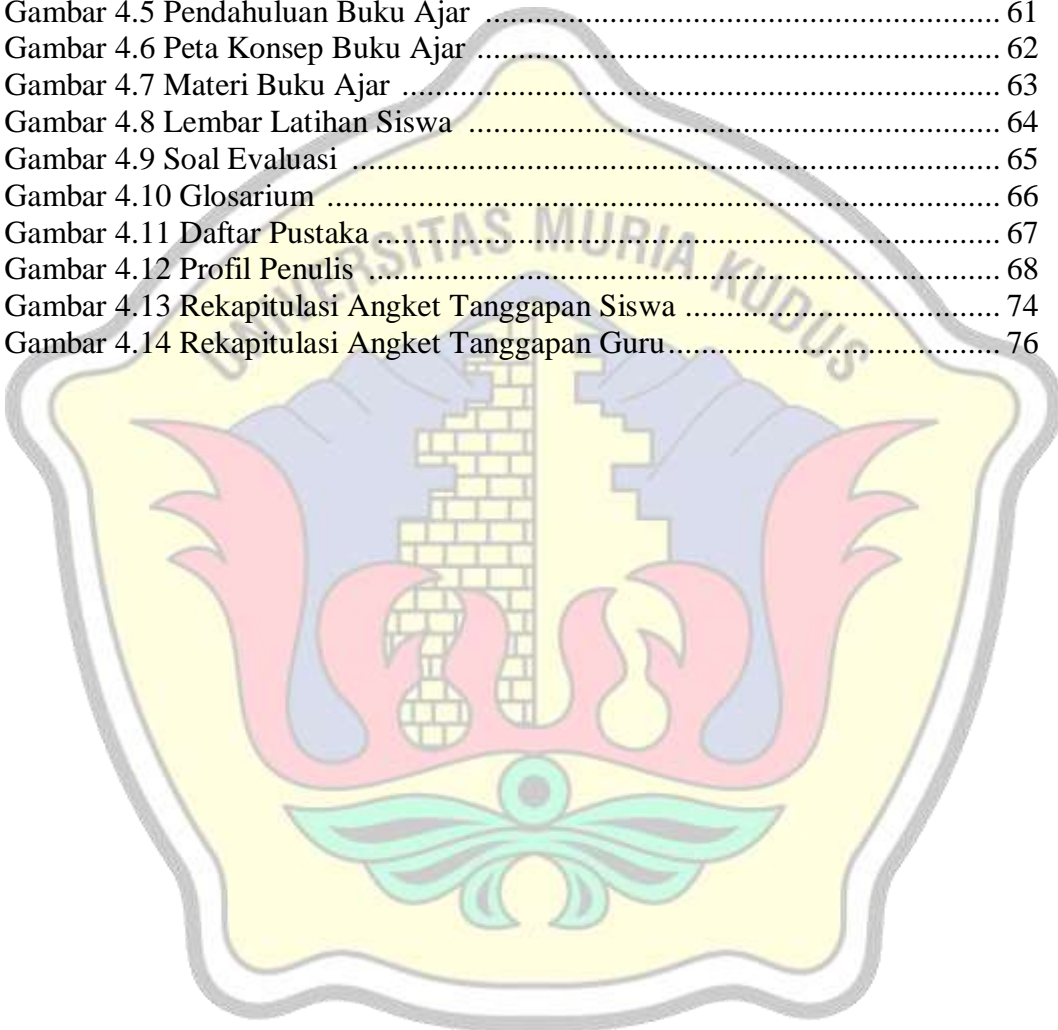 Gambar 4.5 Pendahuluan Buku Ajar .............................................................................. 61
Gambar 4.6 Peta Konsep Buku Ajar ............................................................................... 62
Gambar 4.7 Materi Buku Ajar .......................................................................................... 63
Gambar 4.8 Lembar Latihan Siswa ................................................................................ 64
Gambar 4.9 Soal Evaluasi .................................................................................................. 65
Gambar 4.10 Glosarium ...................................................................................................... 66
Gambar 4.11 Daftar Pustaka .............................................................................................. 67
Gambar 4.12 Profil Penulis ................................................................................................ 68
Gambar 4.13 Rekapitulasi Angket Tanggapan Siswa ................................................ 74
Gambar 4.14 Rekapitulasi Angket Tanggapan Guru .................................................. 76
UNIVERSITAS MURIA KUDUS